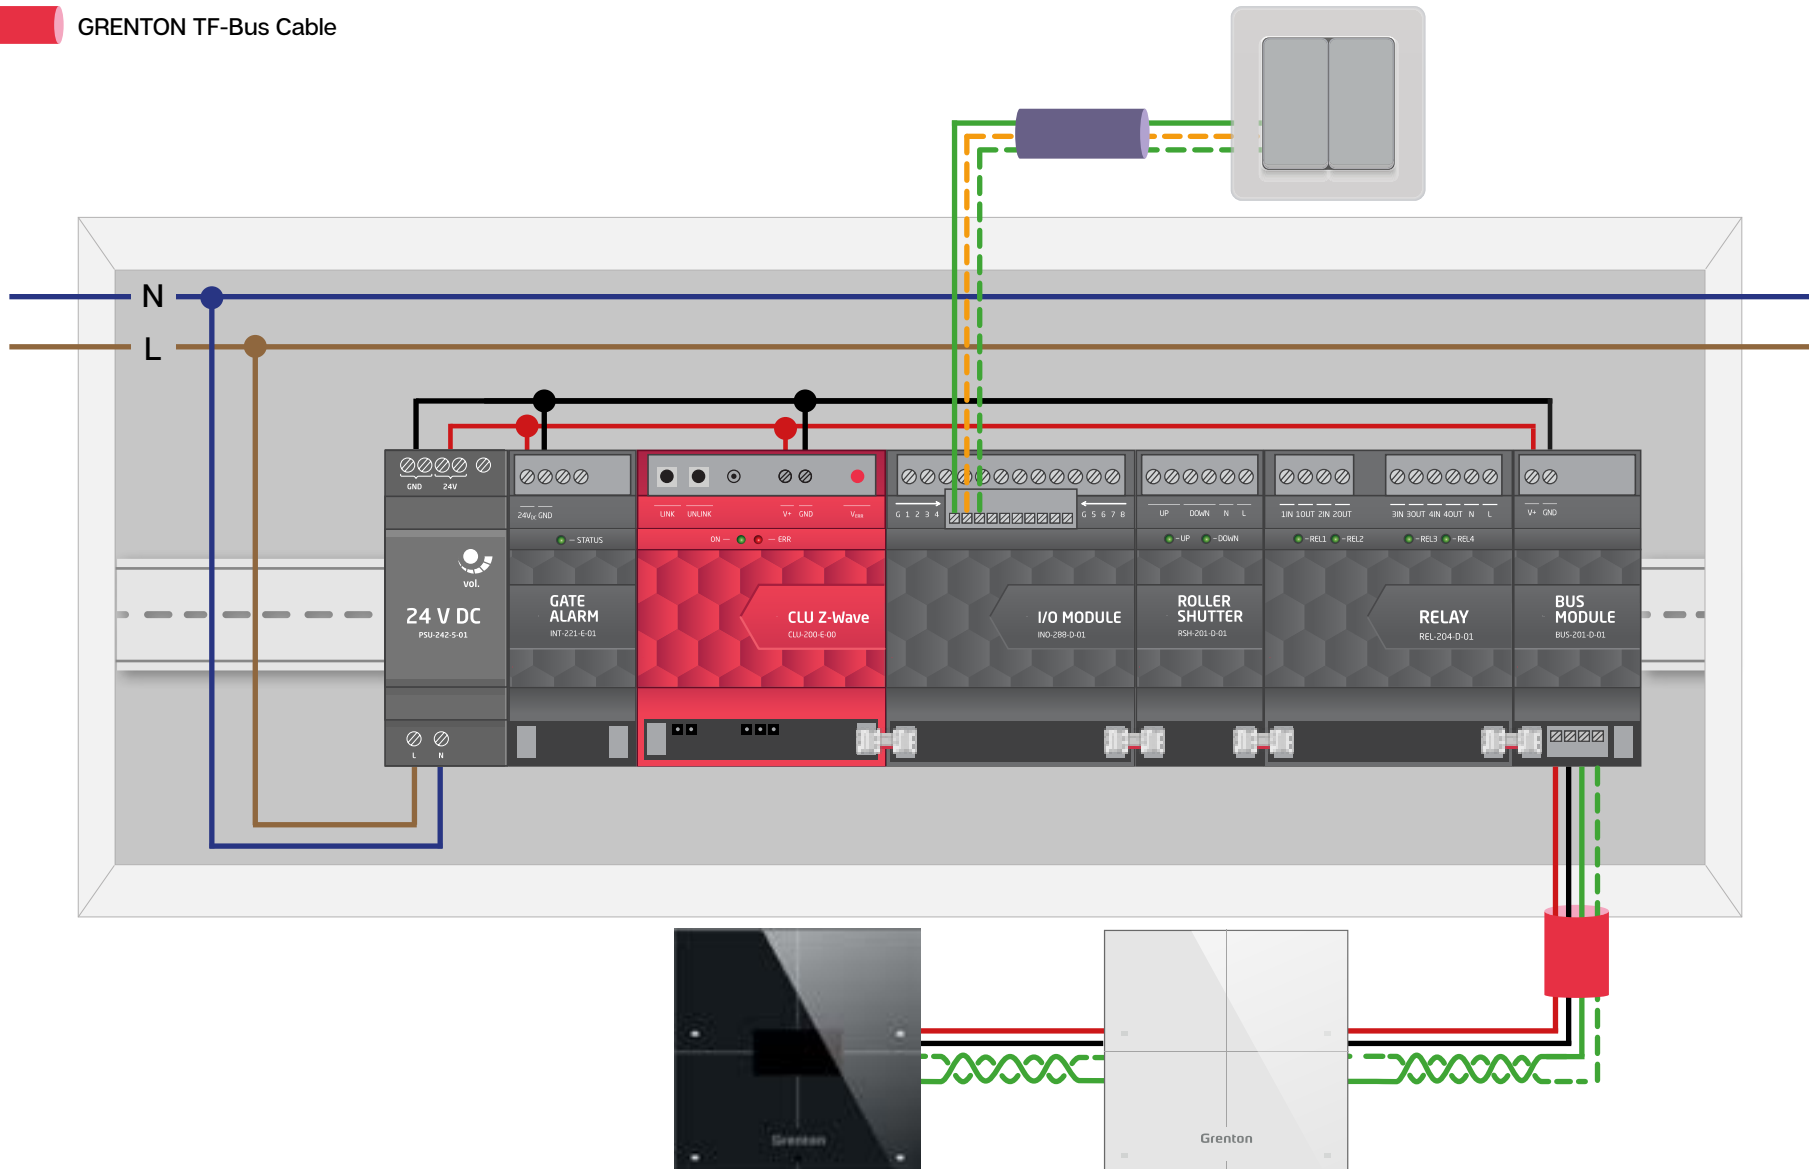 GRENTON TF-Bus Cable
N
L
GND 24V
24VDC GND
LINK UNLINK V+ GND VERR
G 1 2 3 4 G 5 6 7 8
UP DOWN N L
1IN 1OUT 2IN 2OUT 3IN 3OUT 4IN 4OUT N L
V+ GND
STATUS
ON ERR
UP DOWN
REL1 REL2 REL3 REL4
vol.
24 V DC
PSU-242-S-01
GATE
ALARM
INT-221-E-01
CLU Z-Wave
CLU-200-E-00
I/O MODULE
INO-288-D-01
ROLLER
SHUTTER
RSH-201-D-01
RELAY
REL-204-D-01
BUS
MODULE
BUS-201-D-01
L N
Grenton
Grenton